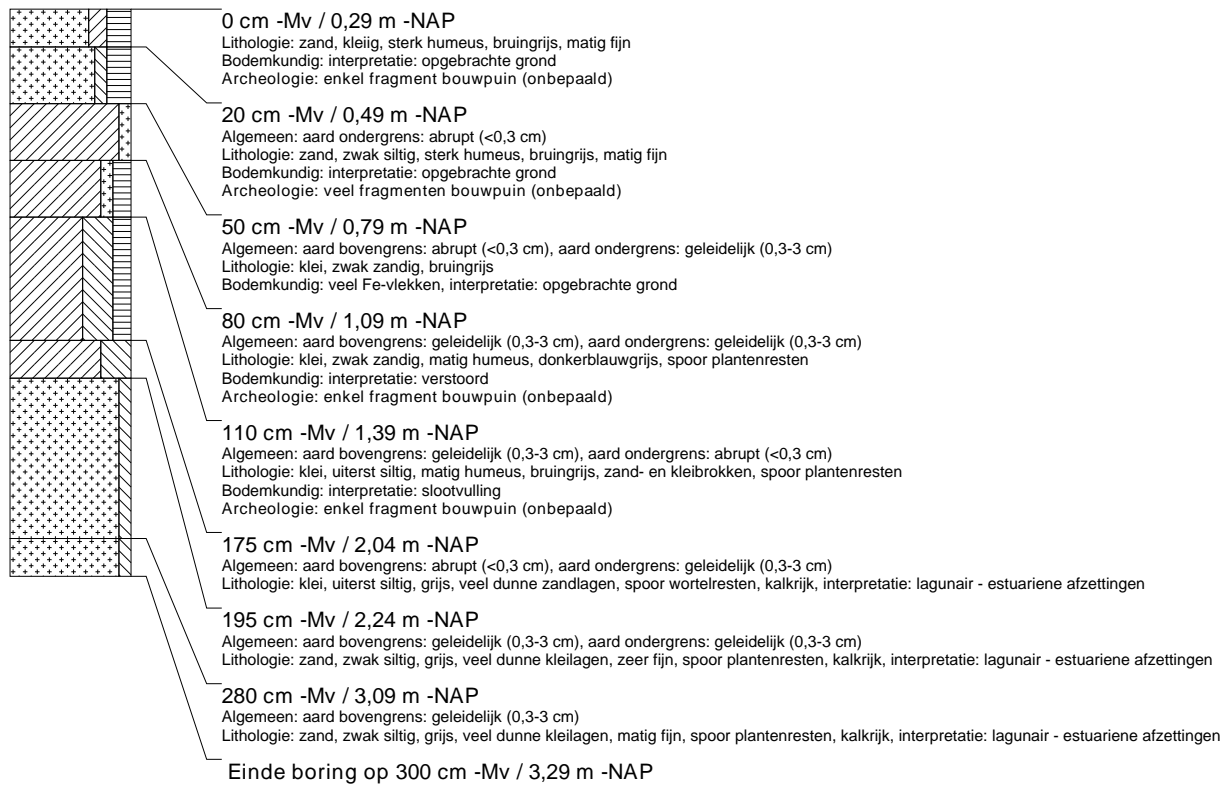 0 cm -Mv / 0,29 m -NAP
Lithologie: zand, kleiig, sterk humeus, bruingrijs, matig fijn
Bodemkundig: interpretatie: opgebrachte grond
Archeologie: enkel fragment bouwpuin (onbepaald)
20 cm -Mv / 0,49 m -NAP
Algemeen: aard ondergrens: abrupt (<0,3 cm)
Lithologie: zand, zwak siltig, sterk humeus, bruingrijs, matig fijn
Bodemkundig: interpretatie: opgebrachte grond
Archeologie: veel fragmenten bouwpuin (onbepaald)
50 cm -Mv / 0,79 m -NAP
Algemeen: aard bovengrens: abrupt (<0,3 cm), aard ondergrens: geleidelijk (0,3-3 cm)
Lithologie: klei, zwak zandig, bruingrijs
Bodemkundig: veel Fe-vlekken, interpretatie: opgebrachte grond
80 cm -Mv / 1,09 m -NAP
Algemeen: aard bovengrens: geleidelijk (0,3-3 cm), aard ondergrens: geleidelijk (0,3-3 cm)
Lithologie: klei, zwak zandig, matig humeus, donkerblauwgrijs, spoor plantenresten
Bodemkundig: interpretatie: verstoord
Archeologie: enkel fragment bouwpuin (onbepaald)
110 cm -Mv / 1,39 m -NAP
Algemeen: aard bovengrens: geleidelijk (0,3-3 cm), aard ondergrens: abrupt (<0,3 cm)
Lithologie: klei, uiterst siltig, matig humeus, bruingrijs, zand- en kleibrokken, spoor plantenresten
Bodemkundig: interpretatie: slootvulling
Archeologie: enkel fragment bouwpuin (onbepaald)
175 cm -Mv / 2,04 m -NAP
Algemeen: aard bovengrens: abrupt (<0,3 cm), aard ondergrens: geleidelijk (0,3-3 cm)
Lithologie: klei, uiterst siltig, grijs, veel dunne zandlagen, spoor wortelresten, kalkrijk, interpretatie: lagunair - estuariene afzettingen
195 cm -Mv / 2,24 m -NAP
Algemeen: aard bovengrens: geleidelijk (0,3-3 cm), aard ondergrens: geleidelijk (0,3-3 cm)
Lithologie: zand, zwak siltig, grijs, veel dunne kleilagen, zeer fijn, spoor plantenresten, kalkrijk, interpretatie: lagunair - estuariene afzettingen
280 cm -Mv / 3,09 m -NAP
Algemeen: aard bovengrens: geleidelijk (0,3-3 cm)
Lithologie: zand, zwak siltig, grijs, veel dunne kleilagen, matig fijn, spoor plantenresten, kalkrijk, interpretatie: lagunair - estuariene afzettingen
Einde boring op 300 cm -Mv / 3,29 m -NAP